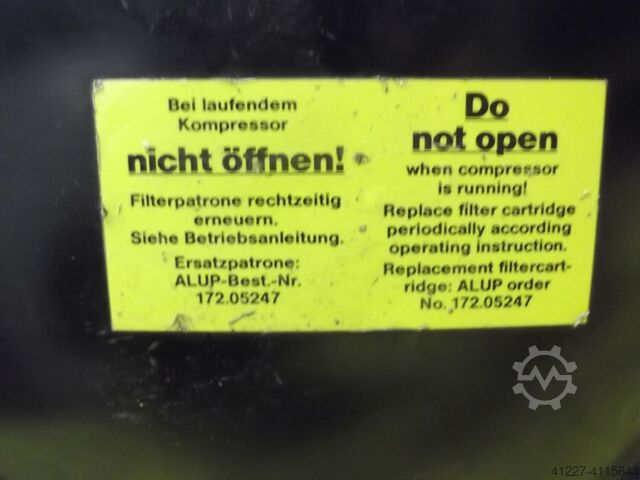 Bei laufendem
Kompressor
nicht öffnen!
Filterpatrone rechtzeitig
erneuern.
Siehe Betriebsanleitung.
Ersatzpatrone:
ALUP-Best.-Nr.
172.05247
Do
not open
when compressor
is running!
Replace filter cartridge
periodically according
operating instruction.
Replacement filtercart-
ridge: ALUP order
No. 172.05247
41227-4115644